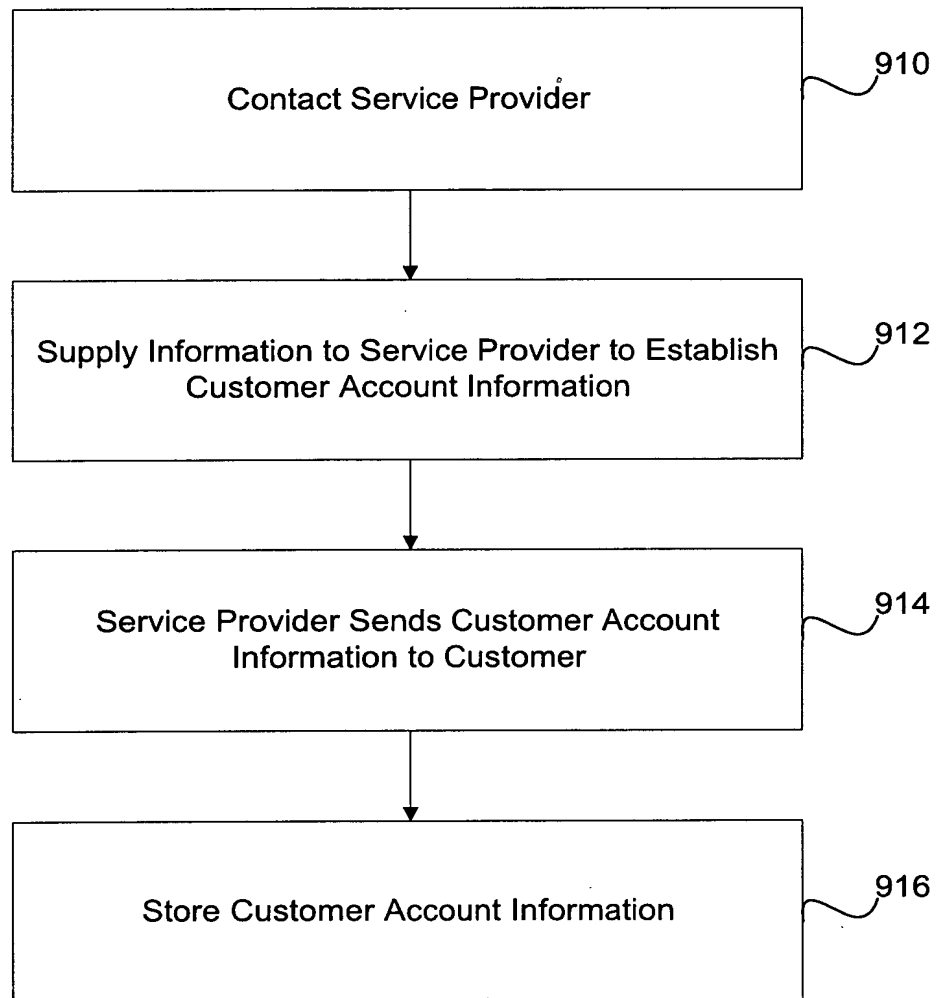 Contact Service Provider
910
Supply Information to Service Provider to Establish
Customer Account Information
912
Service Provider Sends Customer Account
Information to Customer
914
Store Customer Account Information
916